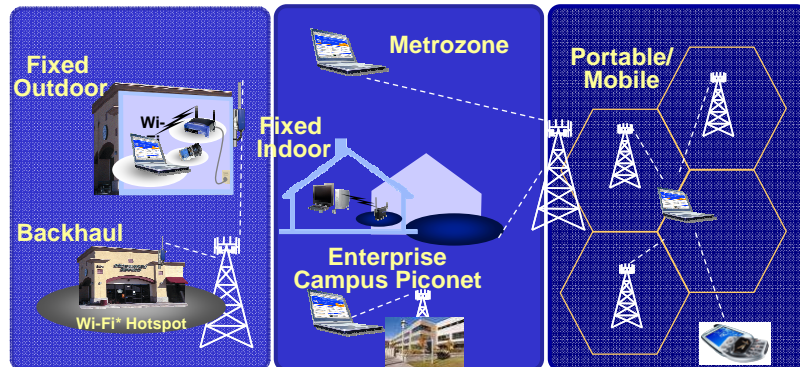 Fixed
Outdoor
Wi-
Backhaul
Wi-Fi* Hotspot
Metrozone
Fixed
Indoor
Enterprise
Campus Piconet
Portable/
Mobile